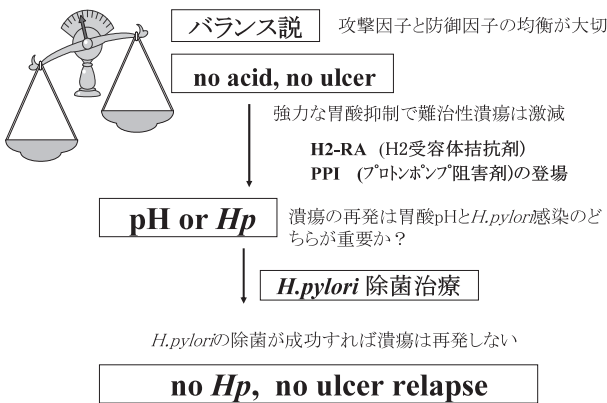 バランス説 攻撃因子と防御因子の均衡が大切
no acid, no ulcer
強力な胃酸抑制で難治性潰瘍は激減
H2-RA (H2受容体拮抗剤)
PPI (プロトンポンプ阻害剤)の登場
pH or Hp 潰瘍の再発は胃酸pHとH.pylori感染のど
ちらが重要か？
H.pylori 除菌治療
H.pyloriの除菌が成功すれば潰瘍は再発しない
no Hp, no ulcer relapse